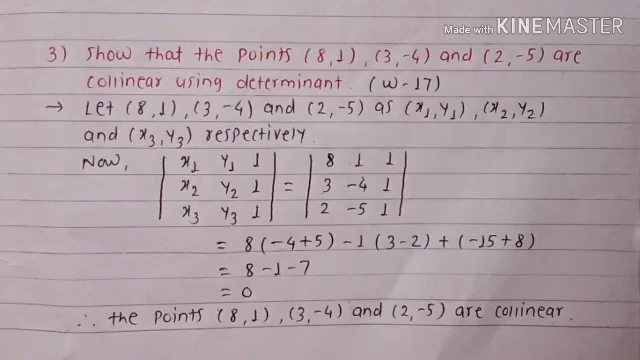 Made with KINEMASTER
3) Show that the points (8,1), (3,-4) and (2,-5) are
collinear using determinant. (W-17)
→ Let (8,1), (3,-4) and (2,-5) as (x₁,y₁), (x₂,y₂)
and (x₃,y₃) respectively.
Now, | x₁ y₁ 1 | | 8 1 1 |
| x₂ y₂ 1 | = | 3 -4 1 |
| x₃ y₃ 1 | | 2 -5 1 |
= 8(-4+5) -1(3-2) + (-15+8)
= 8-1-7
= 0
∴ the points (8,1), (3,-4) and (2,-5) are collinear.